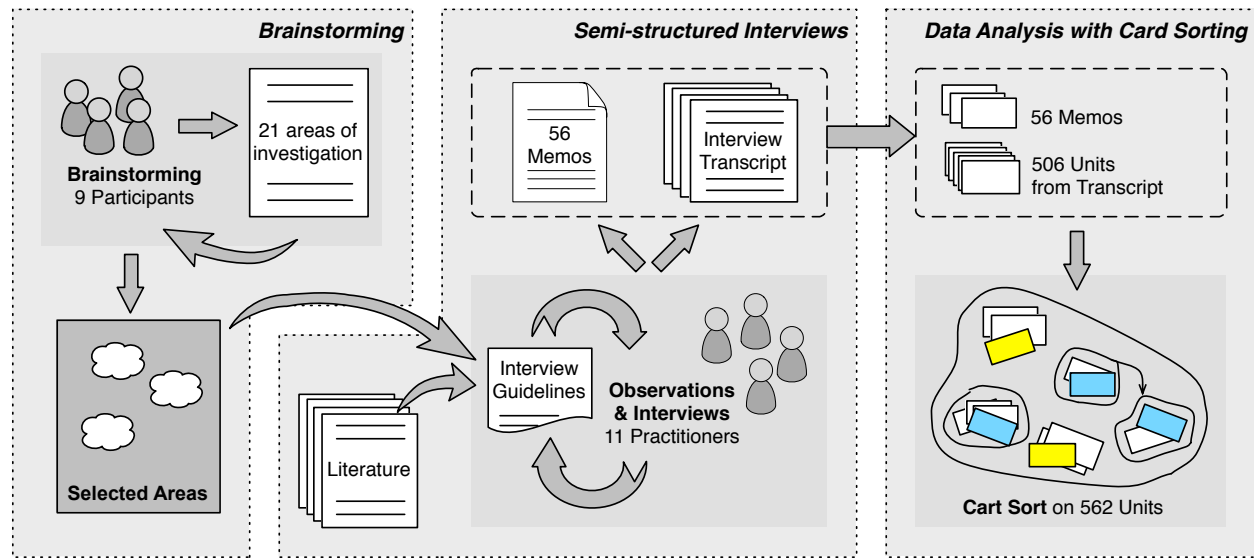 Brainstorming
21 areas of
investigation
Brainstorming
9 Participants
Selected Areas
Semi-structured Interviews
56
Memos
Interview
Transcript
Interview
Guidelines
Literature
Observations
& Interviews
11 Practitioners
Data Analysis with Card Sorting
56 Memos
506 Units
from Transcript
Cart Sort on 562 Units